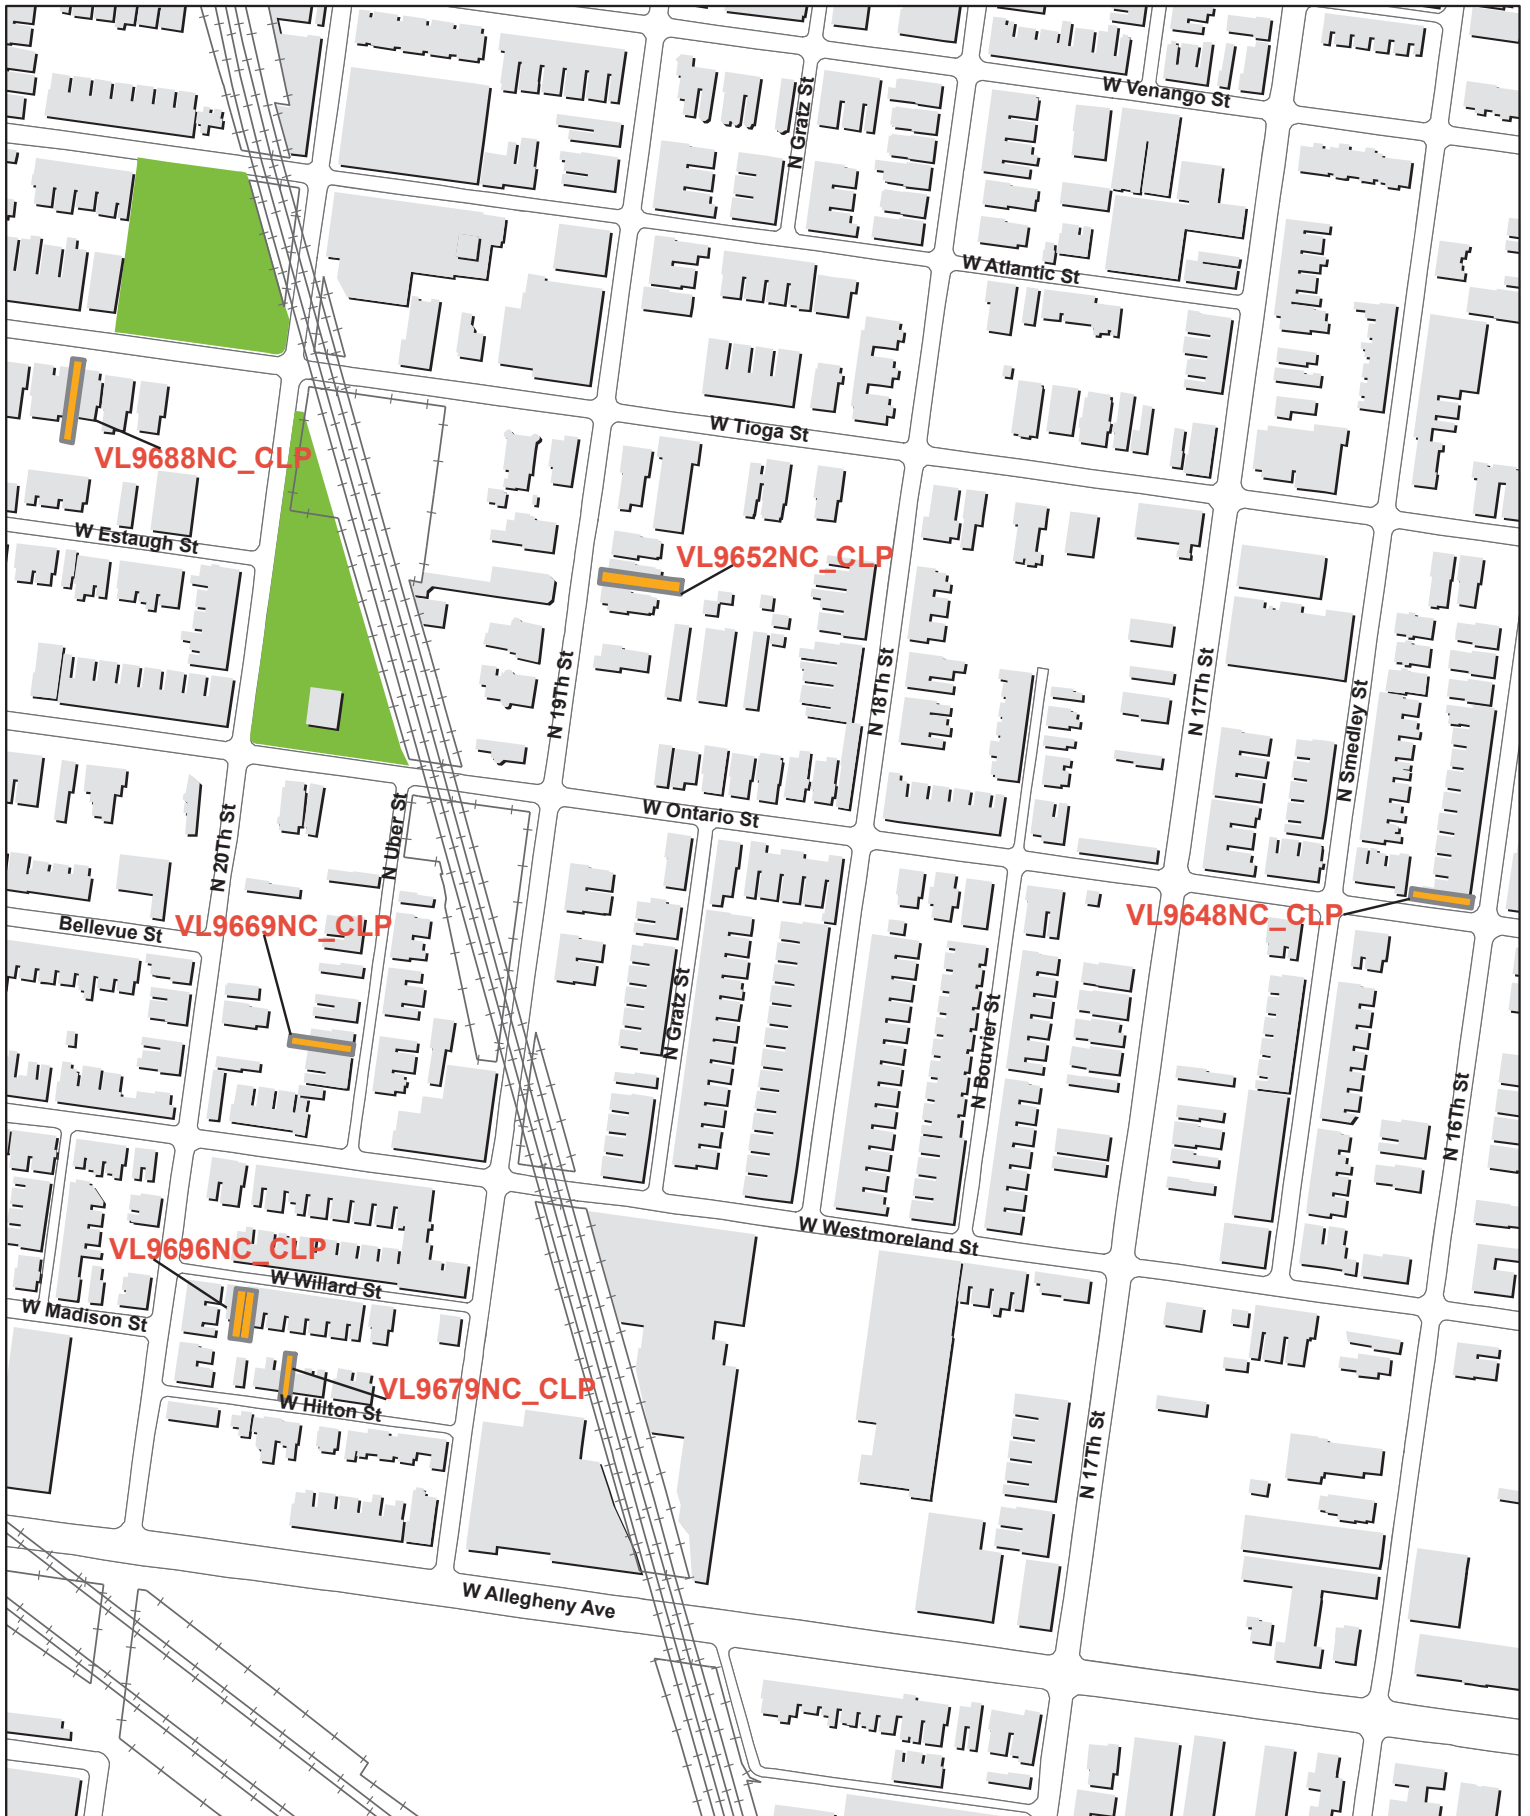 W Venango St
N Gratz St
W Atlantic St
W Tioga St
VL9688NC_CLP
W Estaugh St
VL9652NC_CLP
N 19Th St
N 18Th St
N 17Th St
N Smedley St
W Ontario St
N 20Th St
N Uber St
VL9648NC_CLP
VL9669NC_CLP
Bellevue St
N Gratz St
N Bouvier St
N 16Th St
W Westmoreland St
VL9696NC_CLP
W Willard St
W Madison St
VL9679NC_CLP
W Hilton St
N 17Th St
W Allegheny Ave